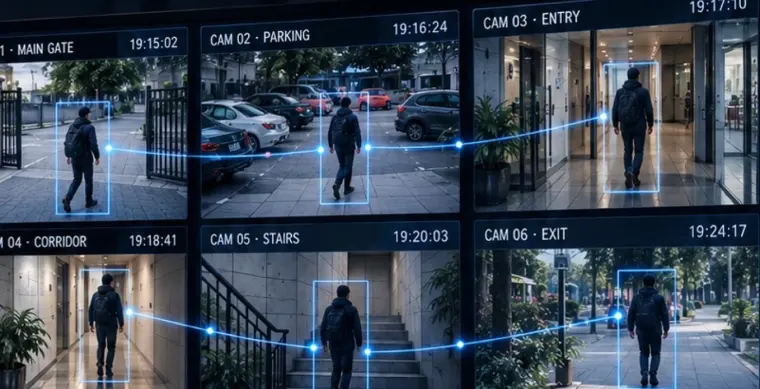 1 · MAIN GATE 19:15:02
CAM 02 · PARKING 19:16:24
CAM 03 · ENTRY 19:17:10
M 04 · CORRIDOR 19:18:41
CAM 05 · STAIRS 19:20:03
CAM 06 · EXIT 19:24:17